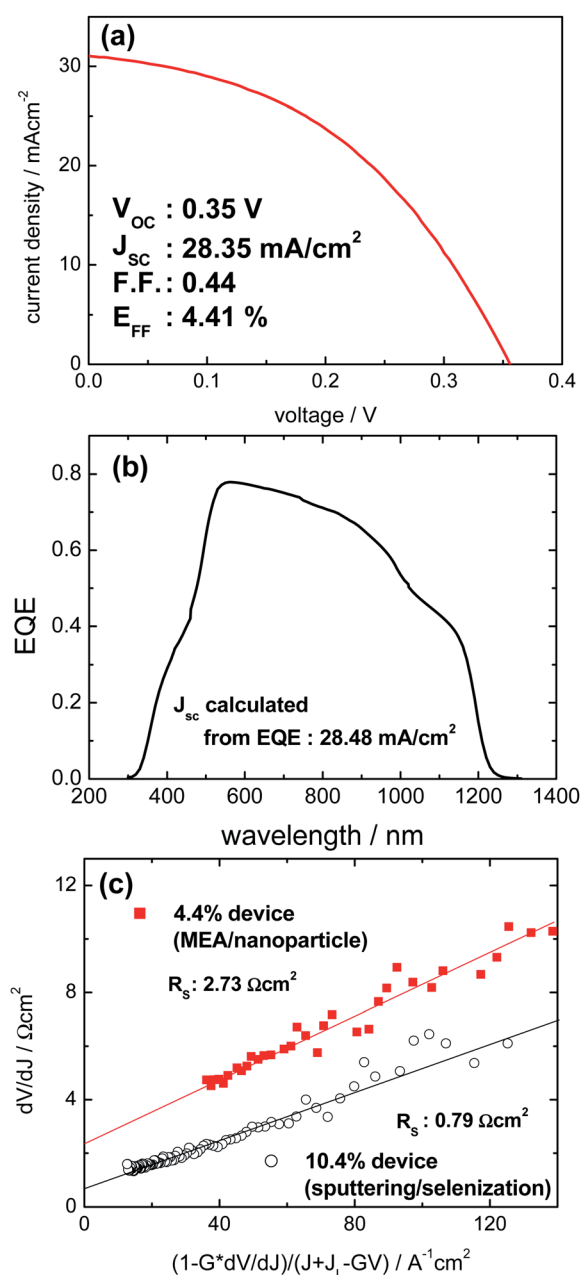 (a)
30
20
10
0
current density / mAcm⁻²
V_OC : 0.35 V
J_SC : 28.35 mA/cm²
F.F. : 0.44
E_FF : 4.41 %
0.0 0.1 0.2 0.3 0.4
voltage / V
(b)
0.8
0.6
0.4
0.2
0.0
EQE
J_sc calculated
from EQE : 28.48 mA/cm²
200 400 600 800 1000 1200 1400
wavelength / nm
(c)
12
8
4
0
dV/dJ / Ωcm²
4.4% device
(MEA/nanoparticle)
R_S: 2.73 Ωcm²
R_S: 0.79 Ωcm²
10.4% device
(sputtering/selenization)
0 40 80 120
(1-G*dV/dJ)/(J+J_L-GV) / A⁻¹cm²